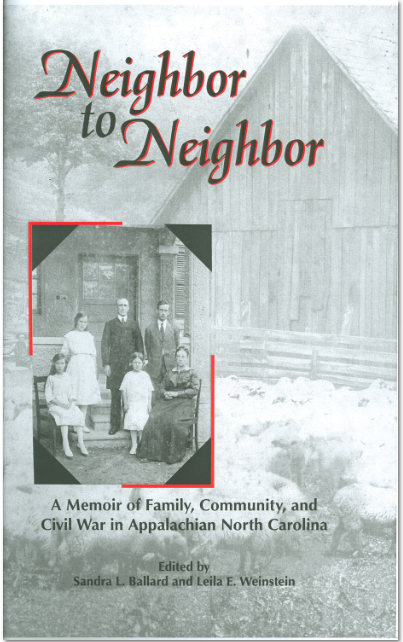 Neighbor
to
Neighbor
A Memoir of Family, Community, and
Civil War in Appalachian North Carolina
Edited by
Sandra L. Ballard and Leila E. Weinstein